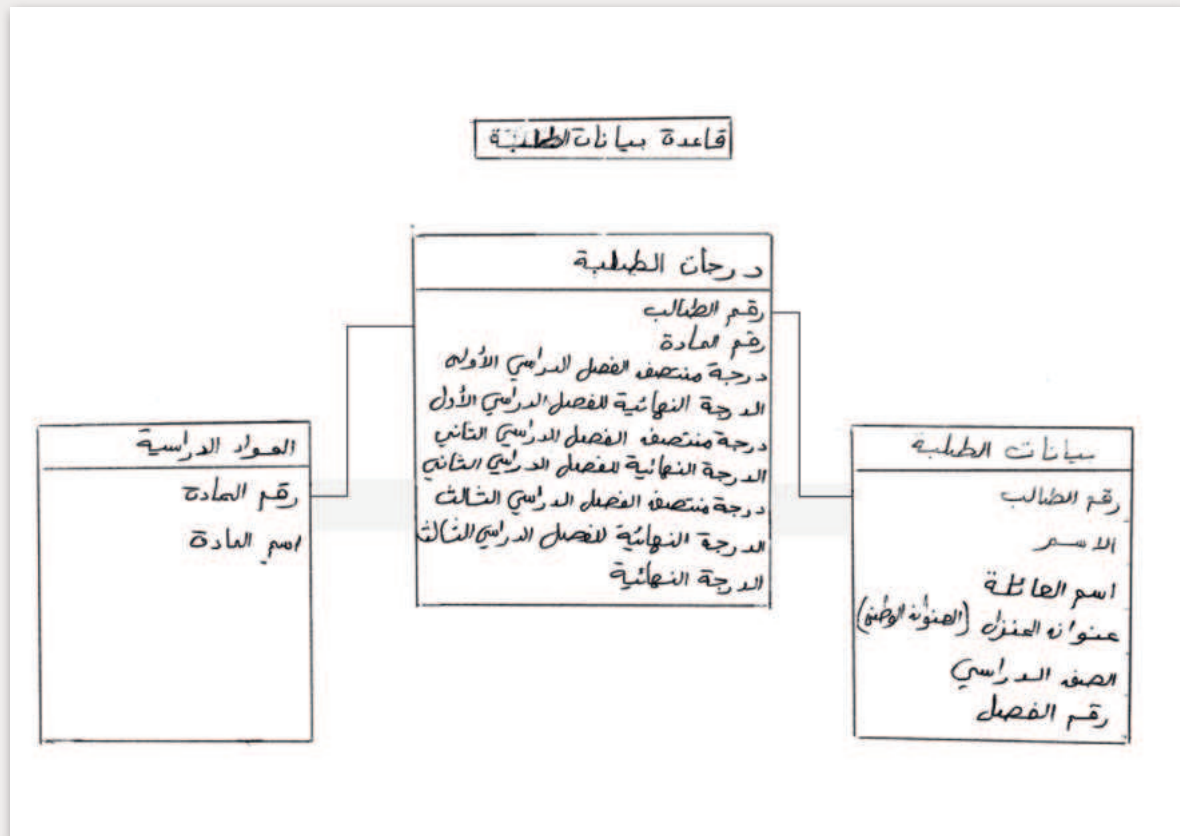 قاعدة بيانات الطلبة
درجات الطلبة
رقم الطالب
رقم المادة
درجة منتصف الفصل الدراسي الأول
الدرجة النهائية للفصل الدراسي الأول
درجة منتصف الفصل الدراسي الثاني
الدرجة النهائية للفصل الدراسي الثاني
درجة منتصف الفصل الدراسي الثالث
الدرجة النهائية للفصل الدراسي الثالث
الدرجة النهائية
بيانات الطلبة
رقم الطالب
الاسم
اسم العائلة
عنوان المنزل (العنوان الوطني)
الصف الدراسي
رقم الفصل
المواد الدراسية
رقم المادة
اسم المادة